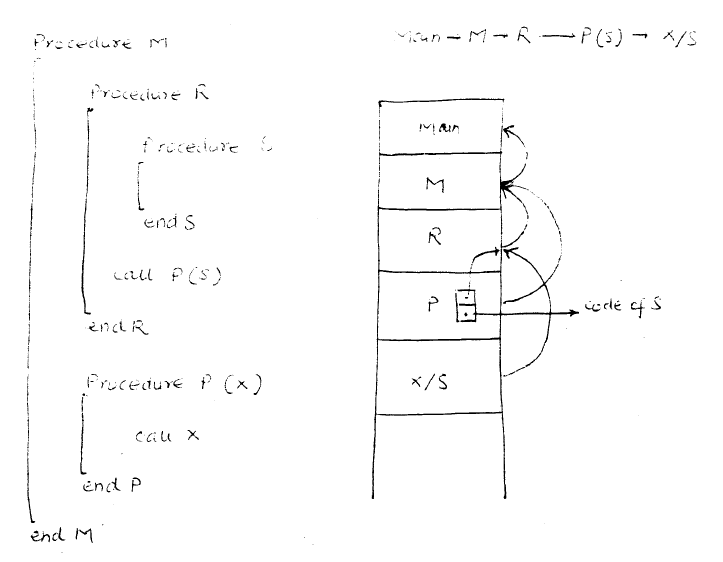 Procedure M
Procedure R
Procedure S
end S
call P(S)
end R
Procedure P (x)
call x
end P
end M
Main → M → R → P(S) → x/S
Main
M
R
P
x/S
code of S